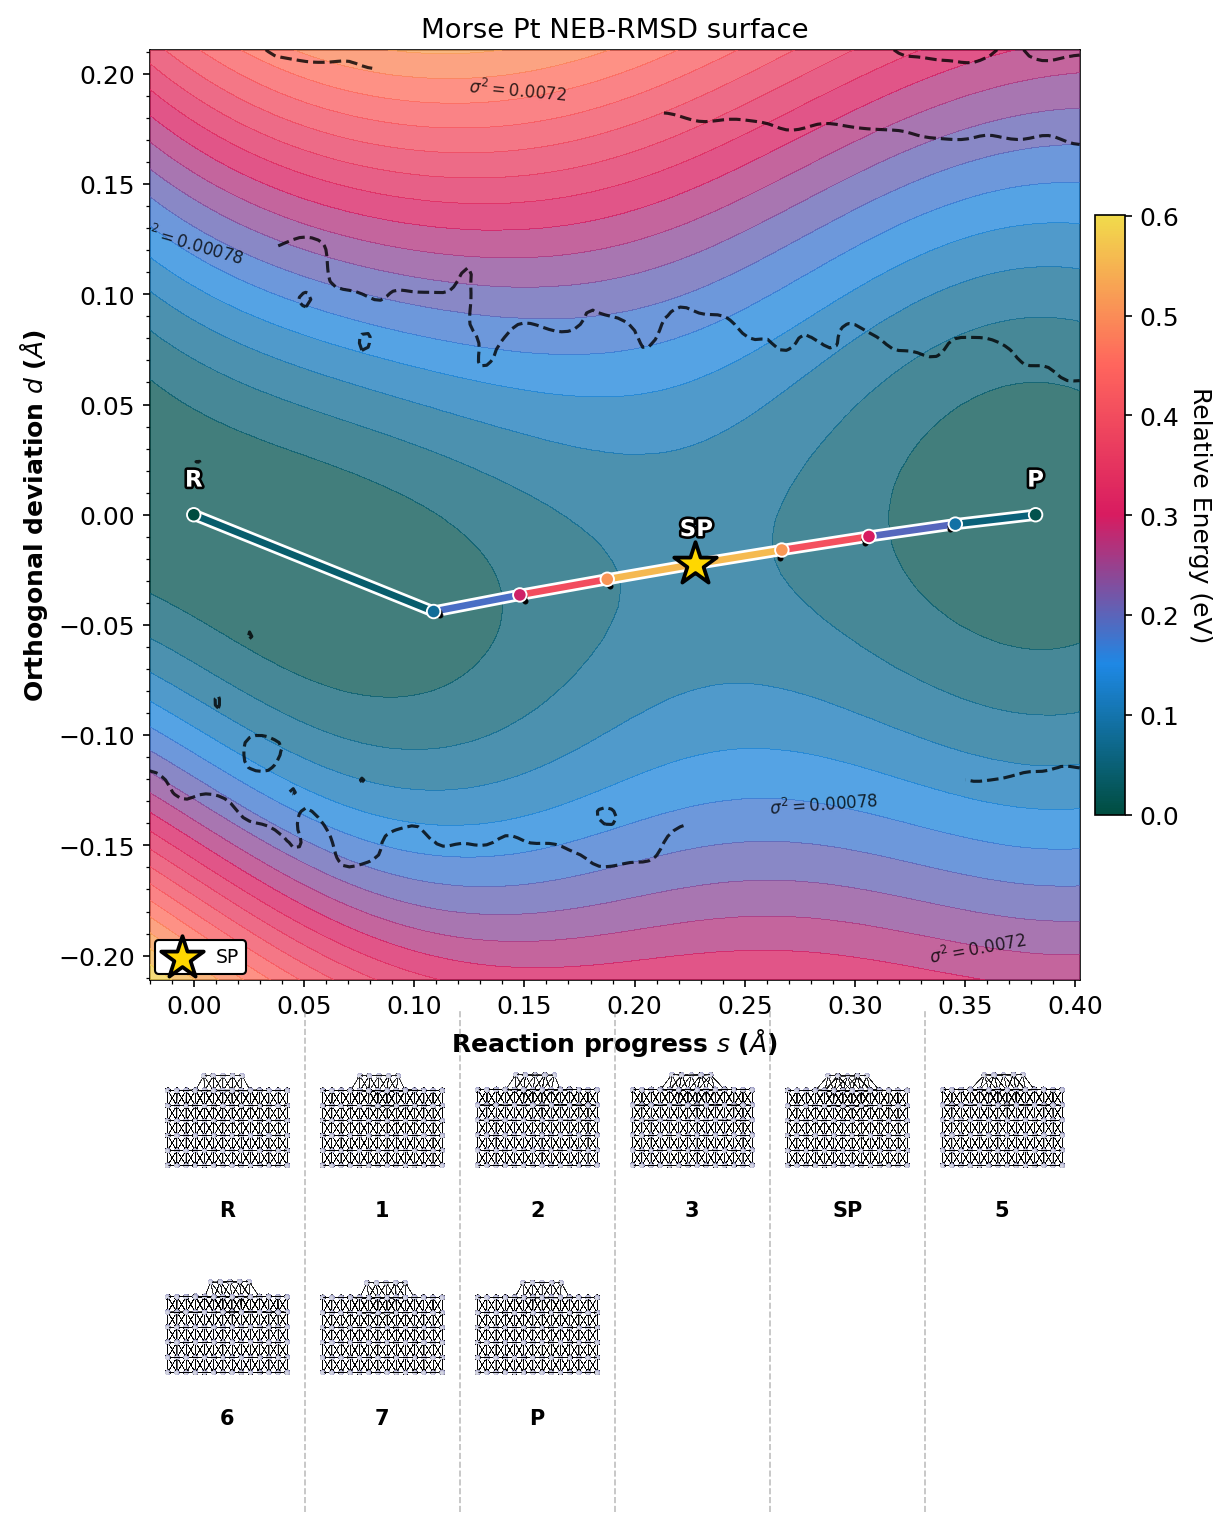 Morse Pt NEB-RMSD surface
0.20
0.15
0.10
0.05
0.00
−0.05
−0.10
−0.15
−0.20
Orthogonal deviation d (Å)
σ² = 0.0072
² = 0.00078
R
SP
P
σ² = 0.00078
σ² = 0.0072
SP
0.00 0.05 0.10 0.15 0.20 0.25 0.30 0.35 0.40
Reaction progress s (Å)
0.6
0.5
0.4
0.3
0.2
0.1
0.0
Relative Energy (eV)
R 1 2 3 SP 5
6 7 P